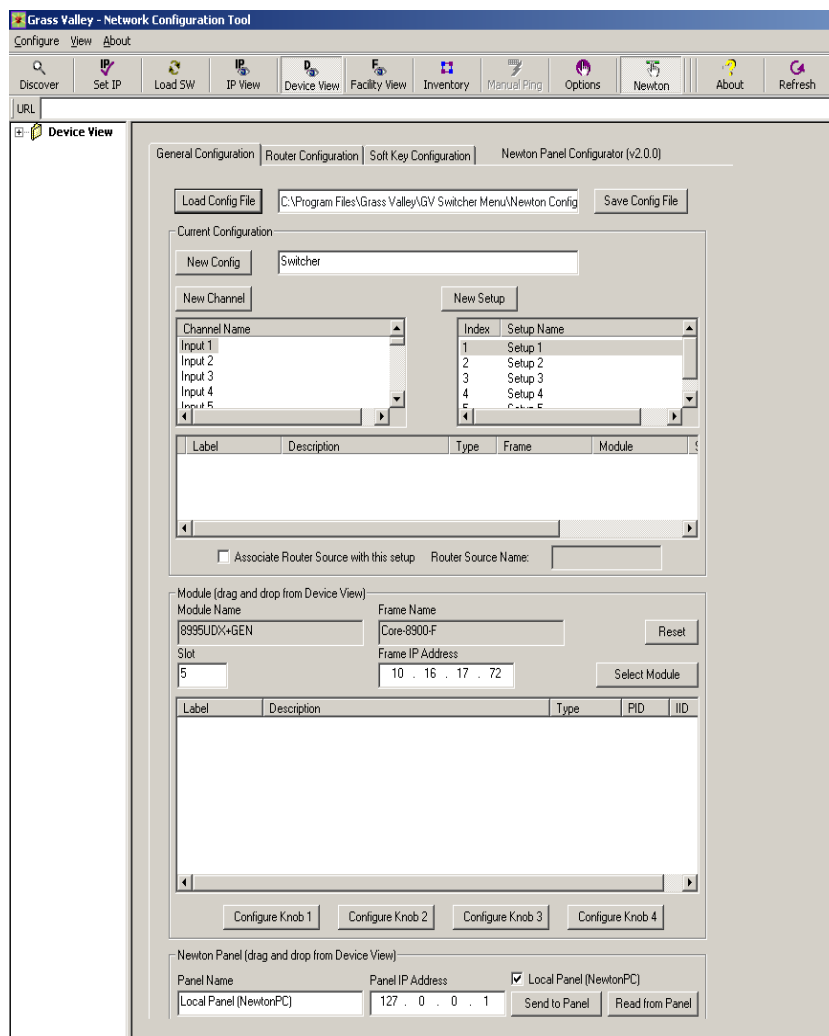 Grass Valley - Network Configuration Tool
Configure View About
Discover Set IP Load SW IP View Device View Facility View Inventory Manual Ping Options Newton About Refresh
URL
Device View
General Configuration Router Configuration Soft Key Configuration Newton Panel Configurator (v2.0.0)
Load Config File C:\Program Files\Grass Valley\GV Switcher Menu\Newton Config Save Config File
Current Configuration
New Config Switcher
New Channel New Setup
Channel Name Index Setup Name
Input 1 1 Setup 1
Input 2 2 Setup 2
Input 3 3 Setup 3
Input 4 4 Setup 4
Input 5 5 Setup 5
Label Description Type Frame Module S
Associate Router Source with this setup Router Source Name:
Module (drag and drop from Device View)
Module Name Frame Name
8995UDX+GEN Core-8900-F Reset
Slot Frame IP Address
5 10 . 16 . 17 . 72 Select Module
Label Description Type PID IID
Configure Knob 1 Configure Knob 2 Configure Knob 3 Configure Knob 4
Newton Panel (drag and drop from Device View)
Panel Name Panel IP Address Local Panel (NewtonPC)
Local Panel (NewtonPC) 127 . 0 . 0 . 1 Send to Panel Read from Panel